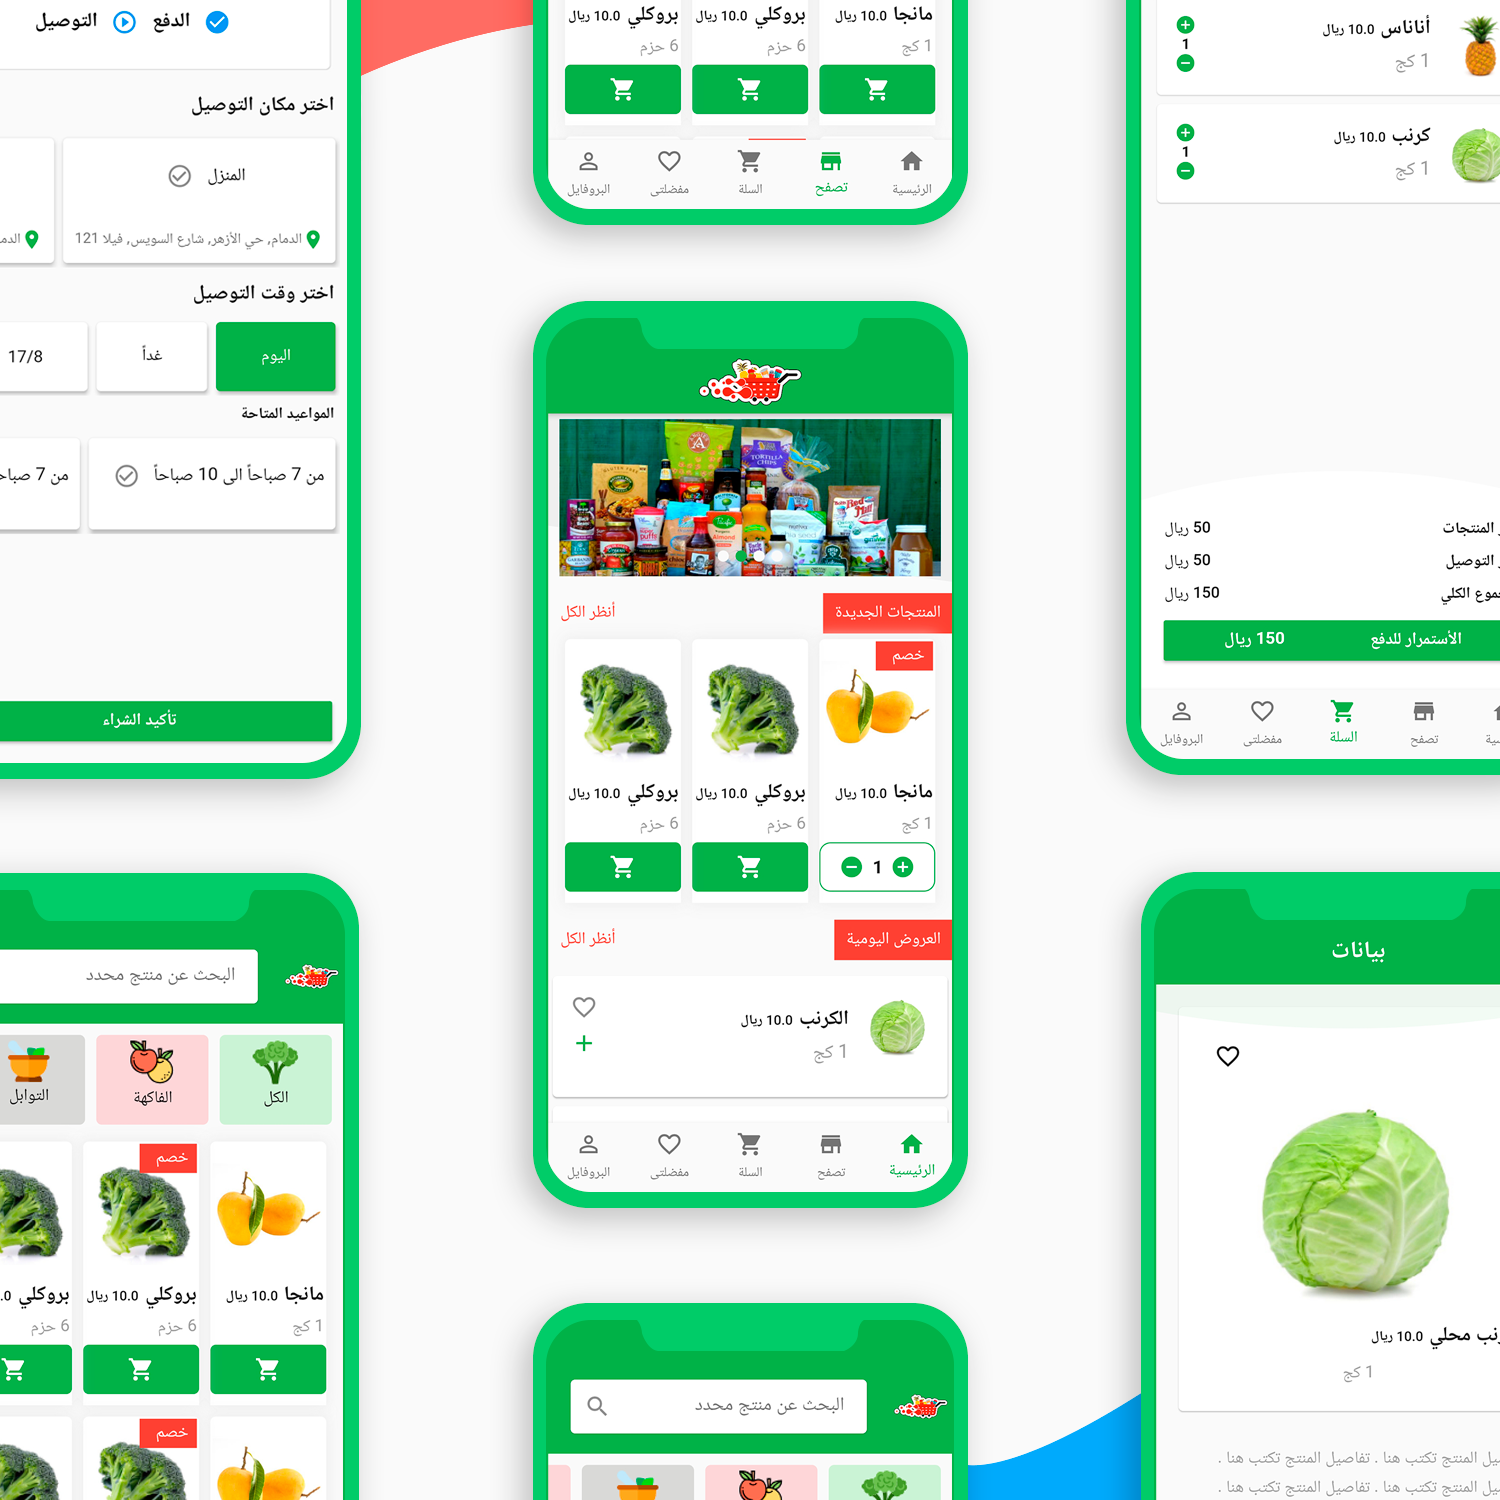 الدفع التوصيل
اختر مكان التوصيل
المنزل
الدمام, حي الأزهر, شارع السويس, فيلا 121
اختر وقت التوصيل
اليوم غداً 17/8
المواعيد المتاحة
من 7 صباحاً الى 10 صباحاً
من 7
تأكيد الشراء
مانجا 10.0 ريال
1 كج
بروكلي 10.0 ريال
6 حزم
بروكلي 10.0 ريال
6 حزم
الرئيسية تصفح السلة مفضلتى البروفايل
أناناس 10.0 ريال
1 كج
1
كرنب 10.0 ريال
1 كج
1
المنتجات 50 ريال
التوصيل 50 ريال
الكلي 150 ريال
الأستمرار للدفع 150 ريال
تصفح السلة مفضلتى البروفايل
TORTILLA CHIPS
المنتجات الجديدة أنظر الكل
خصم
مانجا 10.0 ريال
1 كج
1
بروكلي 10.0 ريال
6 حزم
بروكلي 10.0 ريال
6 حزم
العروض اليومية أنظر الكل
الكرنب 10.0 ريال
1 كج
الرئيسية تصفح السلة مفضلتى البروفايل
البحث عن منتج محدد
الكل الفاكهة التوابل
مانجا 10.0 ريال
1 كج
خصم
بروكلي 10.0 ريال
6 حزم
بروكلي
6 حزم
خصم
البحث عن منتج محدد
بيانات
محلي 10.0 ريال
1 كج
المنتج تكتب هنا . تفاصيل المنتج تكتب هنا .
المنتج تكتب هنا . تفاصيل المنتج تكتب هنا .